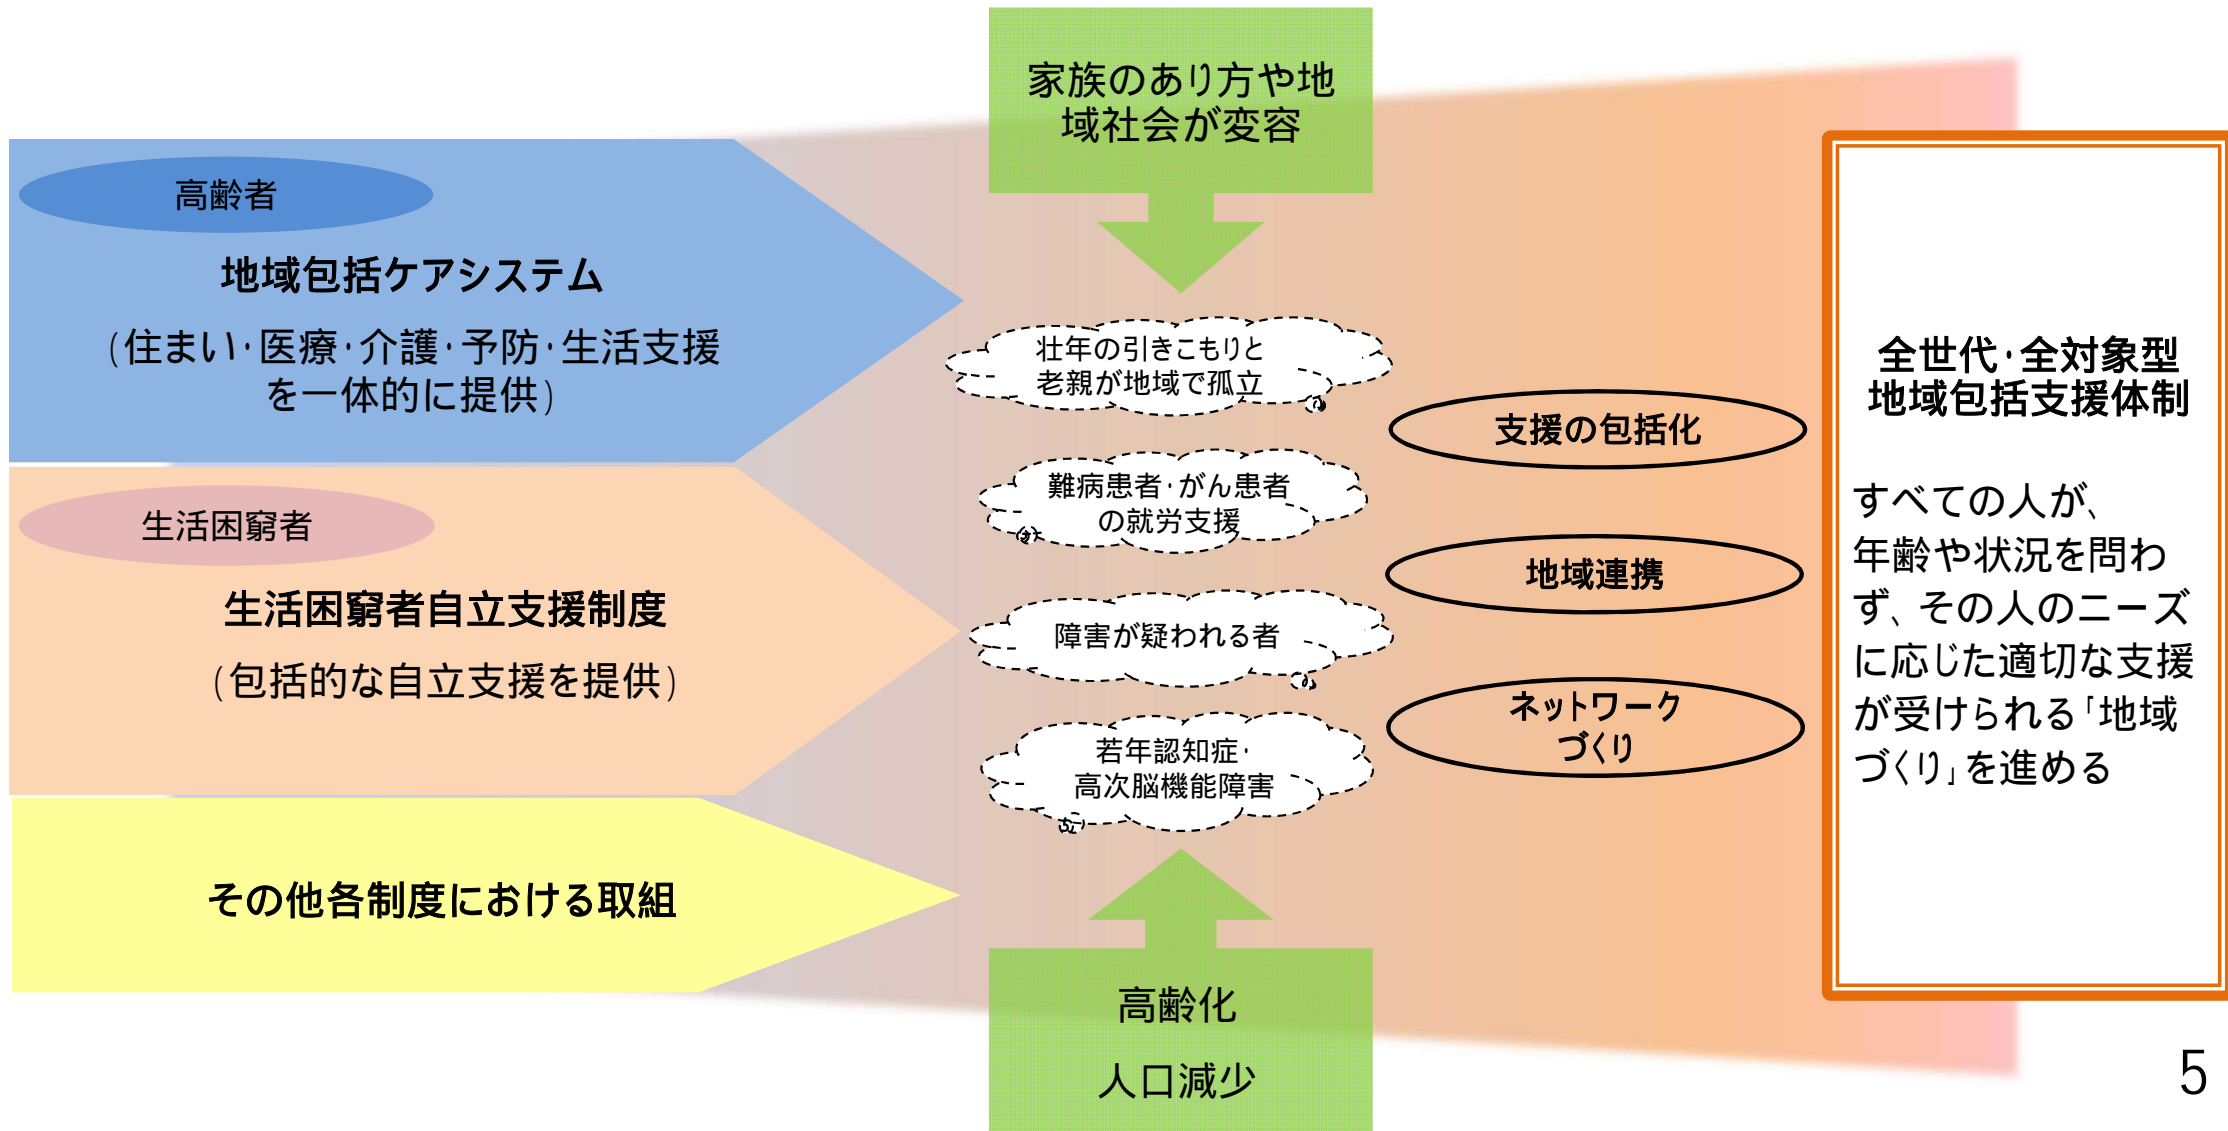 家族のあり方や地
域社会が変容
高齢者
地域包括ケアシステム
(住まい・医療・介護・予防・生活支援
を一体的に提供)
生活困窮者
生活困窮者自立支援制度
(包括的な自立支援を提供)
その他各制度における取組
壮年の引きこもりと
老親が地域で孤立
難病患者・がん患者
の就労支援
障害が疑われる者
若年認知症・
高次脳機能障害
高齢化
人口減少
支援の包括化
地域連携
ネットワーク
づくり
全世代・全対象型
地域包括支援体制
すべての人が、
年齢や状況を問わ
ず、その人のニーズ
に応じた適切な支援
が受けられる「地域
づくり」を進める
5